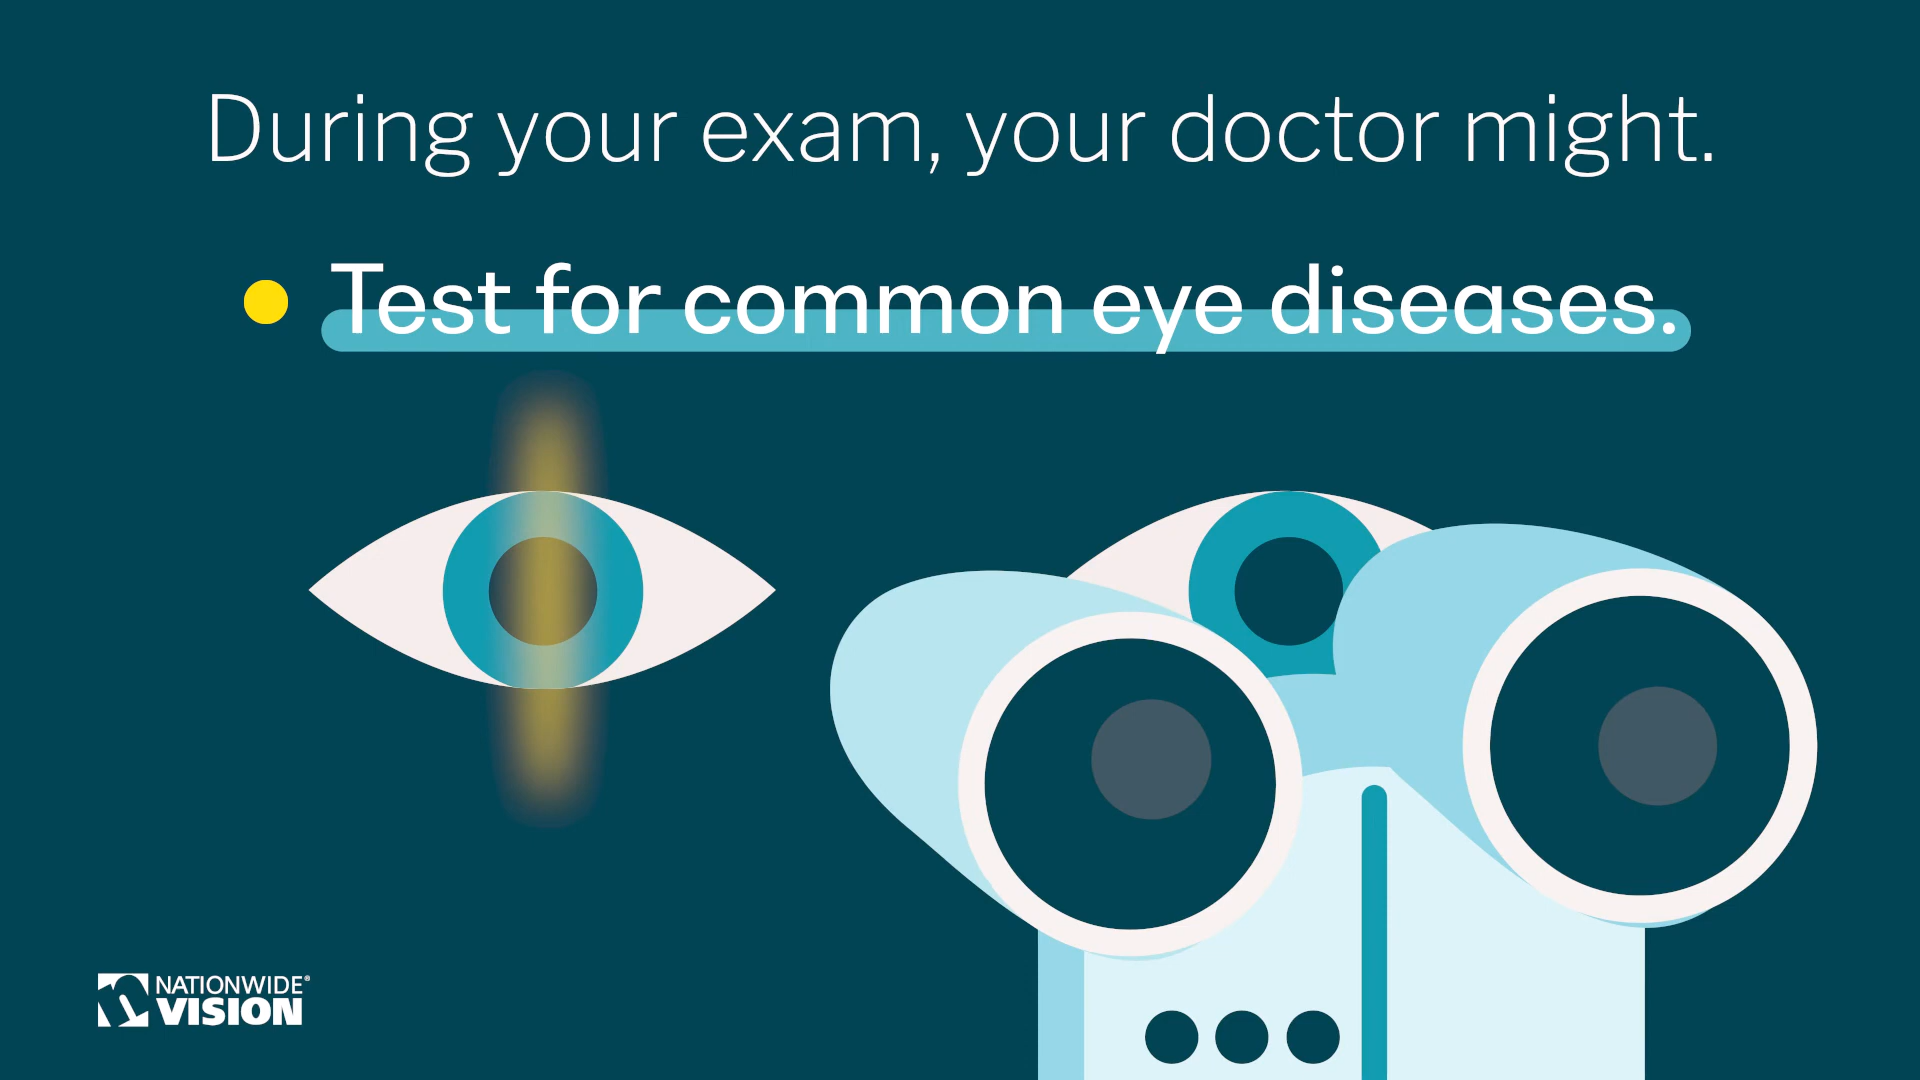 During your exam, your doctor might.
Test for common eye diseases.
NATIONWIDE®
VISION